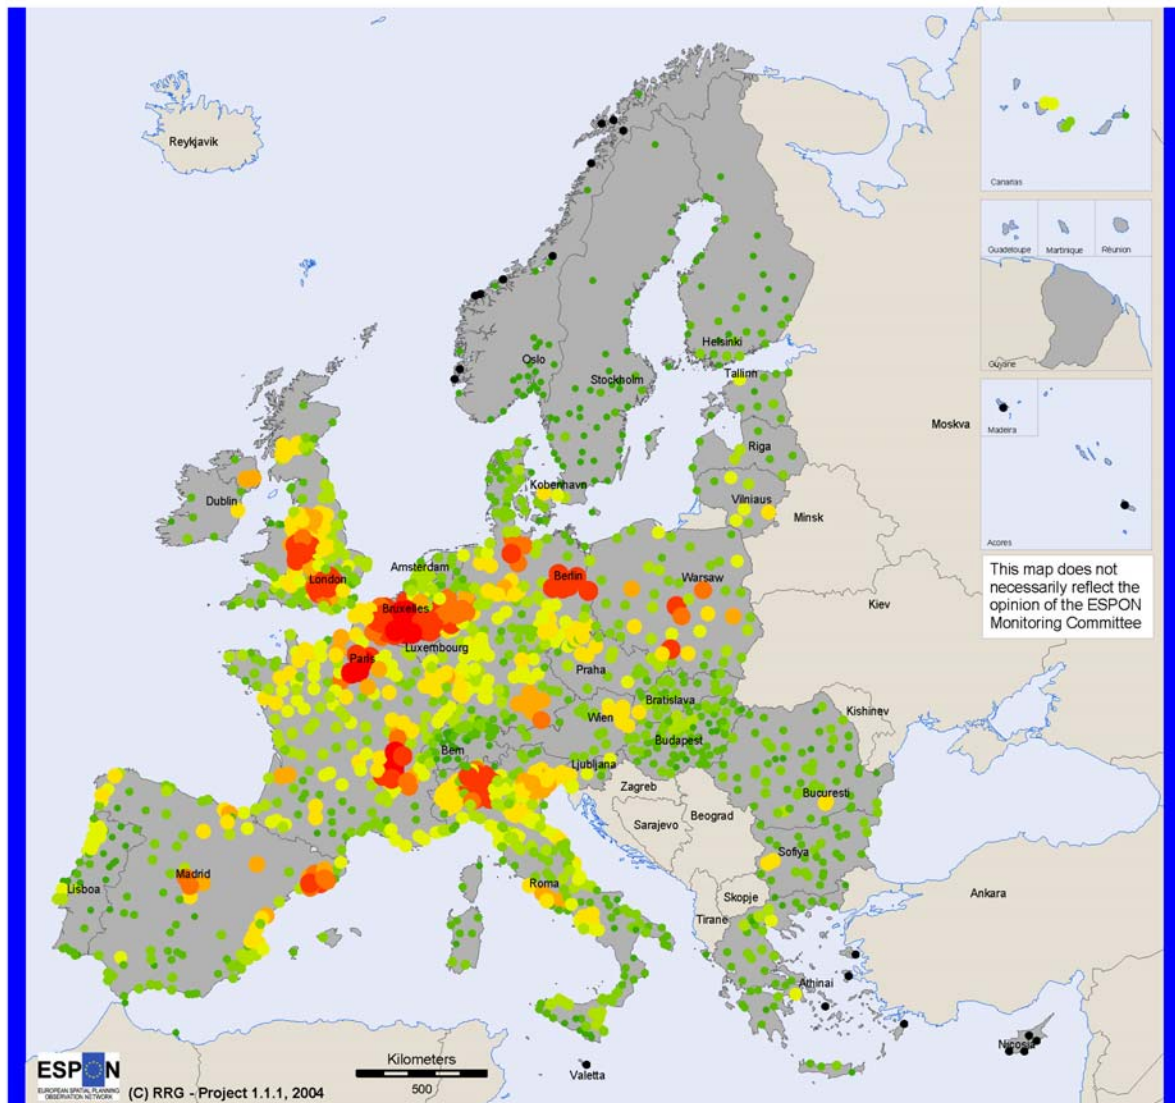 Reykjavik
Canarias
Guadeloupe
Martinique
Réunion
Guyane
Madeira
Acores
This map does not
necessarily reflect the
opinion of the ESPON
Monitoring Committee
Helsinki
Oslo
Stockholm
Tallinn
Moskva
Riga
Dublin
Kobenhavn
Vilniaus
Minsk
Amsterdam
London
Berlin
Warsaw
Bruxelles
Kiev
Luxembourg
Paris
Praha
Bratislava
Kishinev
Wien
Budapest
Bern
Ljubljana
Zagreb
Bucuresti
Beograd
Sarajevo
Sofiya
Madrid
Lisboa
Roma
Skopje
Ankara
Tirane
Athinai
Nicosia
Valetta
Kilometers
500
ESPON
EUROPEAN SPATIAL PLANNING
OBSERVATION NETWORK
(C) RRG - Project 1.1.1, 2004